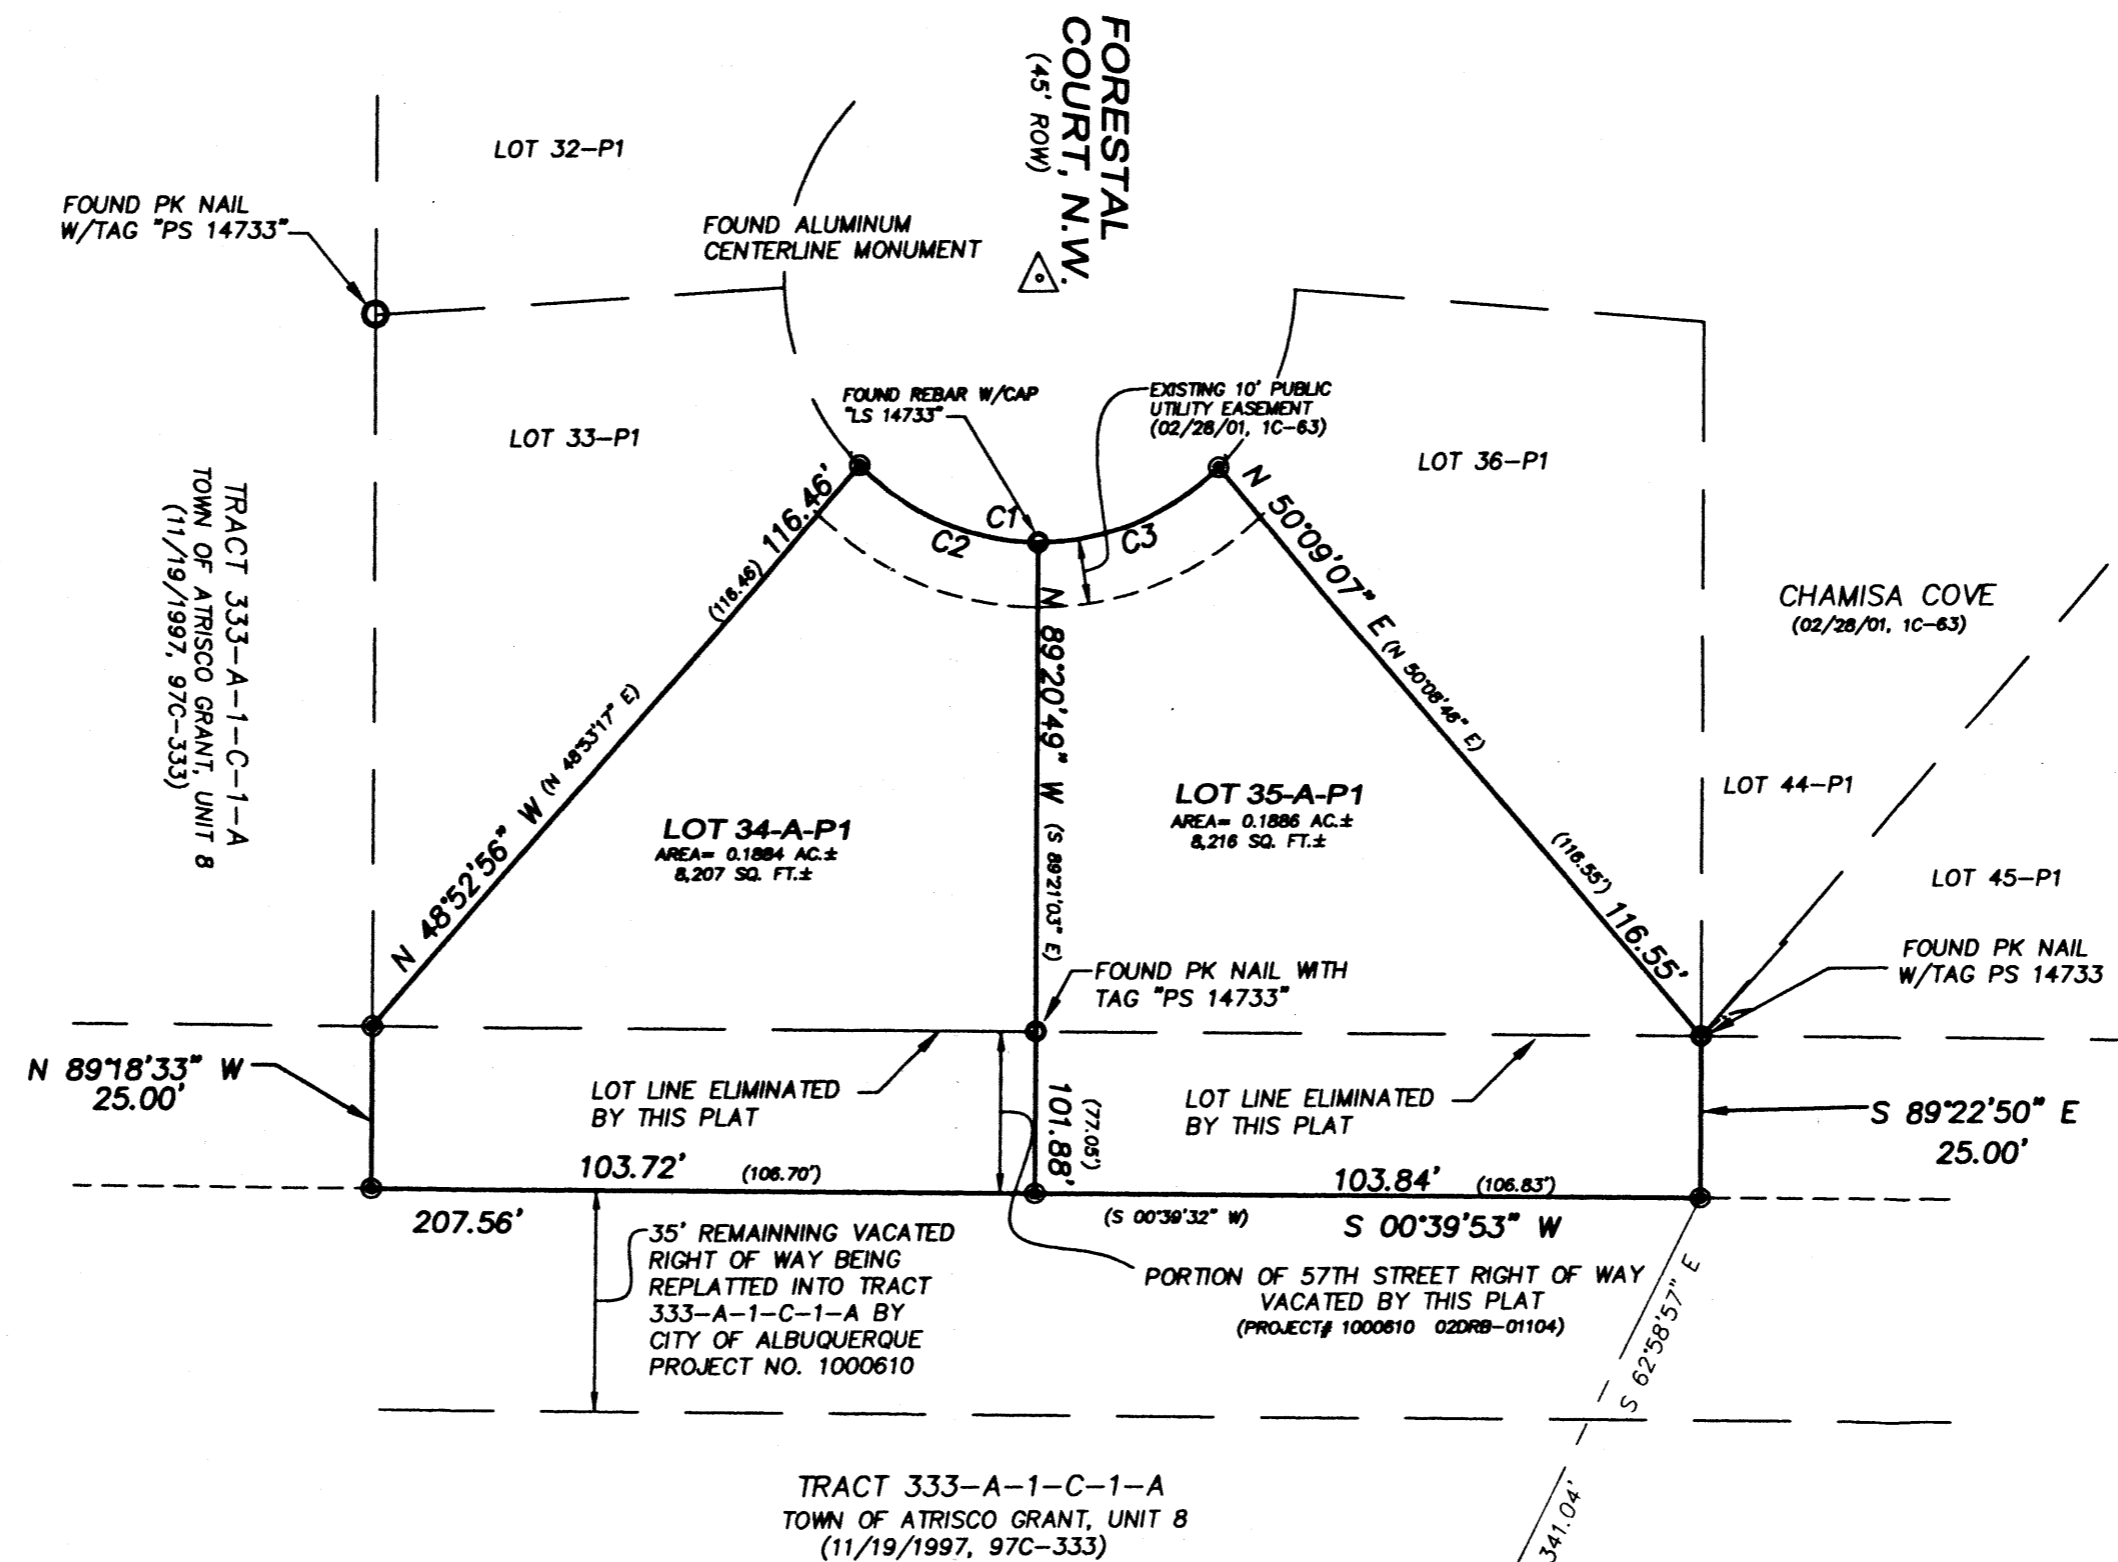 FORESTAL
COURT, N.W.
(45' ROW)
LOT 32-P1
FOUND PK NAIL
W/TAG "PS 14733"
FOUND ALUMINUM
CENTERLINE MONUMENT
FOUND REBAR W/CAP
"LS 14733"
EXISTING 10' PUBLIC
UTILITY EASEMENT
(02/28/01, 1C-63)
LOT 33-P1
LOT 36-P1
TRACT 333-A-1-C-1-A
TOWN OF ATRISCO GRANT, UNIT 8
(11/19/1997, 97C-333)
C1
C2
C3
N 48°52'56" W (N 48°53'17" E) (116.46) 116.46'
N 89°20'49" W (S 89°21'03" E)
N 50°09'07" E (N 50°08'46" E) (116.55') 116.55'
CHAMISA COVE
(02/28/01, 1C-63)
LOT 44-P1
LOT 45-P1
LOT 34-A-P1
AREA= 0.1884 AC.±
8,207 SQ. FT.±
LOT 35-A-P1
AREA= 0.1886 AC.±
8,216 SQ. FT.±
FOUND PK NAIL WITH
TAG "PS 14733"
FOUND PK NAIL
W/TAG PS 14733
N 89°18'33" W
25.00'
LOT LINE ELIMINATED
BY THIS PLAT
(77.05')
101.88'
LOT LINE ELIMINATED
BY THIS PLAT
S 89°22'50" E
25.00'
103.72' (106.70')
103.84' (106.83')
207.56'
(S 00°39'32" W)
S 00°39'53" W
35' REMAINNING VACATED
RIGHT OF WAY BEING
REPLATTED INTO TRACT
333-A-1-C-1-A BY
CITY OF ALBUQUERQUE
PROJECT NO. 1000610
PORTION OF 57TH STREET RIGHT OF WAY
VACATED BY THIS PLAT
(PROJECT# 1000610 02DRB-01104)
S 62°58'57" E
341.04'
TRACT 333-A-1-C-1-A
TOWN OF ATRISCO GRANT, UNIT 8
(11/19/1997, 97C-333)